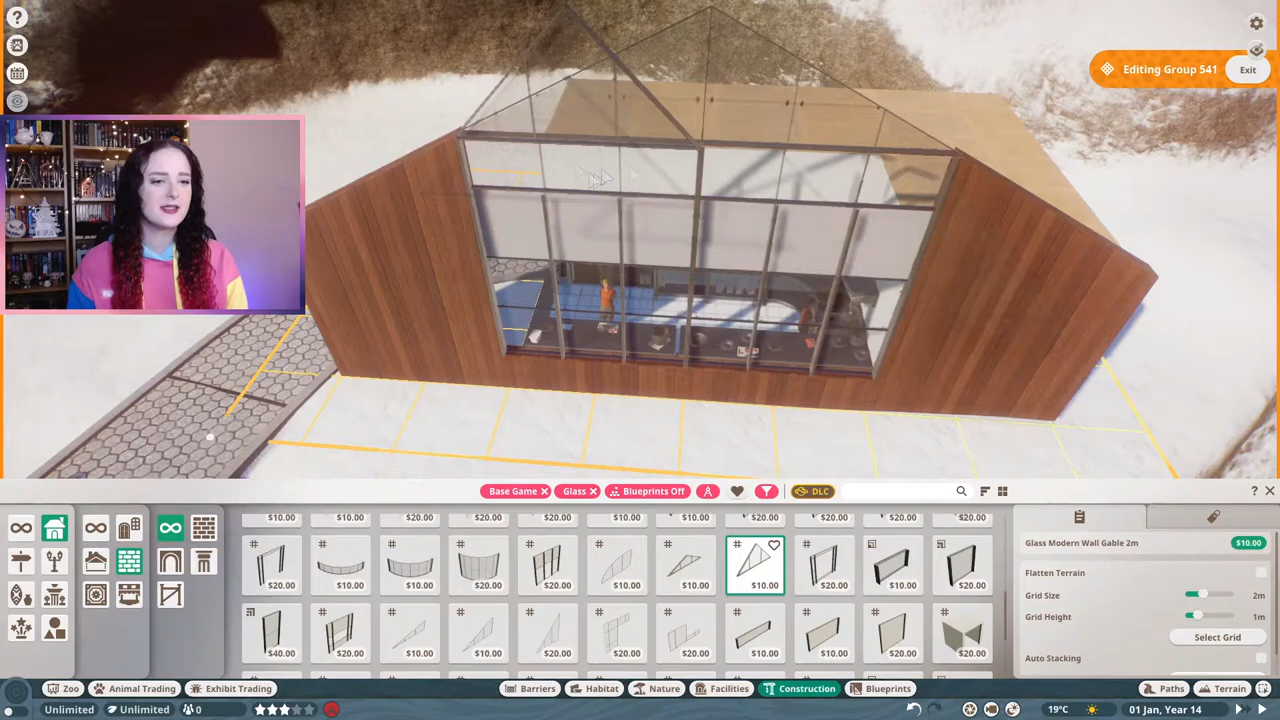 ?
Editing Group 541
Exit
Base Game ×
Glass ×
Blueprints Off
DLC
? ×
$10.00 $10.00 $20.00 $20.00 $20.00 $10.00 $10.00 $10.00 $20.00 $20.00 $20.00
$20.00 $10.00 $10.00 $20.00 $20.00 $10.00 $10.00 $10.00 $20.00 $10.00 $20.00
$40.00 $20.00 $10.00 $10.00 $20.00 $20.00 $20.00 $10.00 $10.00 $20.00 $20.00
Glass Modern Wall Gable 2m $10.00
Flatten Terrain
Grid Size 2m
Grid Height 1m
Select Grid
Auto Stacking
Zoo Animal Trading Exhibit Trading Barriers Habitat Nature Facilities Construction Blueprints Paths Terrain
Unlimited Unlimited 0 19°C 01 Jan, Year 14